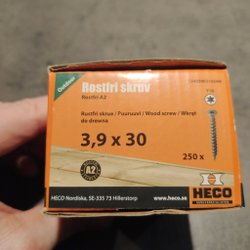 Outdoor
Rostfri skruv
Rostfri A2
Rostfri skrue / Puuruuvi / Wood screw / Wkręt
do drewna
3,9 x 30
250 x
A2
HECO Nordiska, SE-335 73 Hillerstorp
www.heco.se
HECO